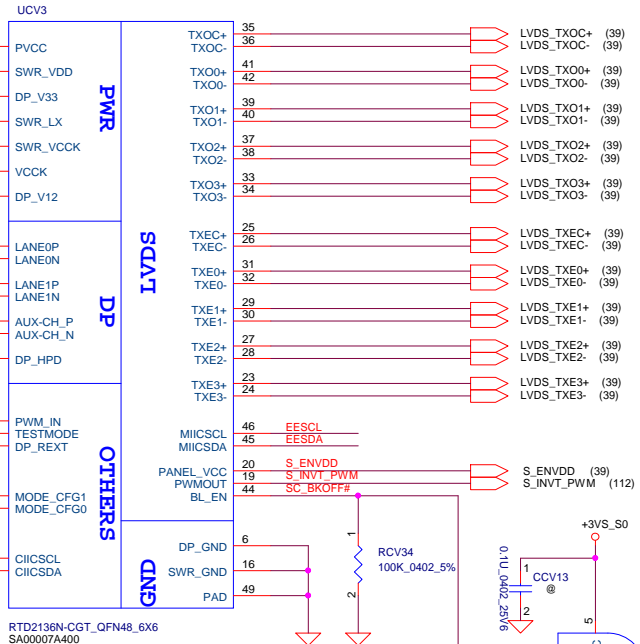 UCV3
PVCC
SWR_VDD
DP_V33
SWR_LX
SWR_VCCK
VCCK
DP_V12
PWR
LANE0P
LANE0N
LANE1P
LANE1N
AUX-CH_P
AUX-CH_N
DP_HPD
DP
PWM_IN
TESTMODE
DP_REXT
MODE_CFG1
MODE_CFG0
CIICSCL
CIICSDA
OTHERS
LVDS
GND
TXOC+ 35 LVDS_TXOC+ (39)
TXOC- 36 LVDS_TXOC- (39)
TXO0+ 41 LVDS_TXO0+ (39)
TXO0- 42 LVDS_TXO0- (39)
TXO1+ 39 LVDS_TXO1+ (39)
TXO1- 40 LVDS_TXO1- (39)
TXO2+ 37 LVDS_TXO2+ (39)
TXO2- 38 LVDS_TXO2- (39)
TXO3+ 33 LVDS_TXO3+ (39)
TXO3- 34 LVDS_TXO3- (39)
TXEC+ 25 LVDS_TXEC+ (39)
TXEC- 26 LVDS_TXEC- (39)
TXE0+ 31 LVDS_TXE0+ (39)
TXE0- 32 LVDS_TXE0- (39)
TXE1+ 29 LVDS_TXE1+ (39)
TXE1- 30 LVDS_TXE1- (39)
TXE2+ 27 LVDS_TXE2+ (39)
TXE2- 28 LVDS_TXE2- (39)
TXE3+ 23 LVDS_TXE3+ (39)
TXE3- 24 LVDS_TXE3- (39)
MIICSCL 46 EESCL
MIICSDA 45 EESDA
PANEL_VCC 20 S_ENVDD S_ENVDD (39)
PWMOUT 19 S_INVT_PWM S_INVT_PWM (112)
BL_EN 44 SC_BKOFF#
DP_GND 6
SWR_GND 16
PAD 49
1
RCV34
100K_0402_5%
2
+3VS_S0
0.1U_0402_25V6
1
CCV13
@
2
5
RTD2136N-CGT_QFN48_6X6
SA00007A400